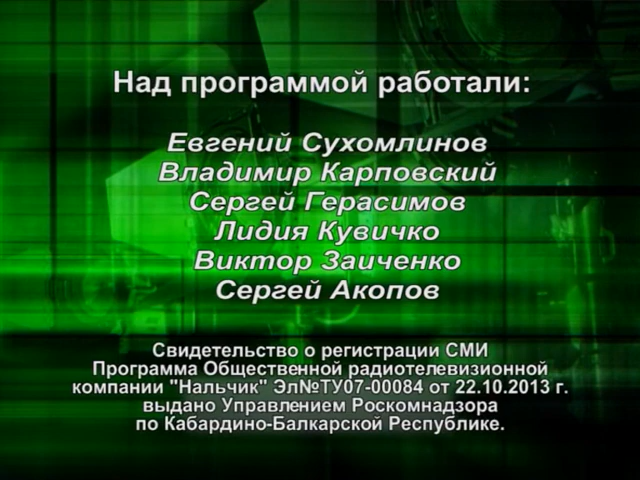 Над программой работали:
Евгений Сухомлинов
Владимир Карповский
Сергей Герасимов
Лидия Кувичко
Виктор Заиченко
Сергей Акопов
Свидетельство о регистрации СМИ
Программа Общественной радиотелевизионной
компании "Нальчик" Эл№ТУ07-00084 от 22.10.2013 г.
выдано Управлением Роскомнадзора
по Кабардино-Балкарской Республике.